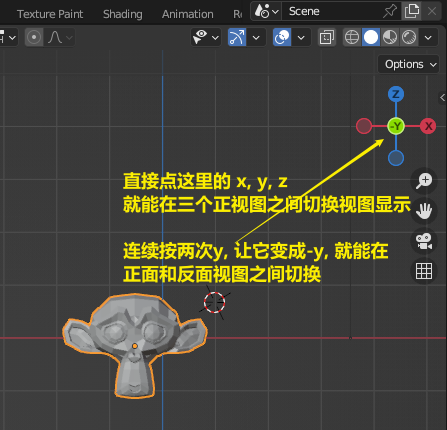 Texture Paint Shading Animation R Scene
Options
Z
-Y X
直接点这里的 x, y, z
就能在三个正视图之间切换视图显示
连续按两次y, 让它变成-y, 就能在
正面和反面视图之间切换